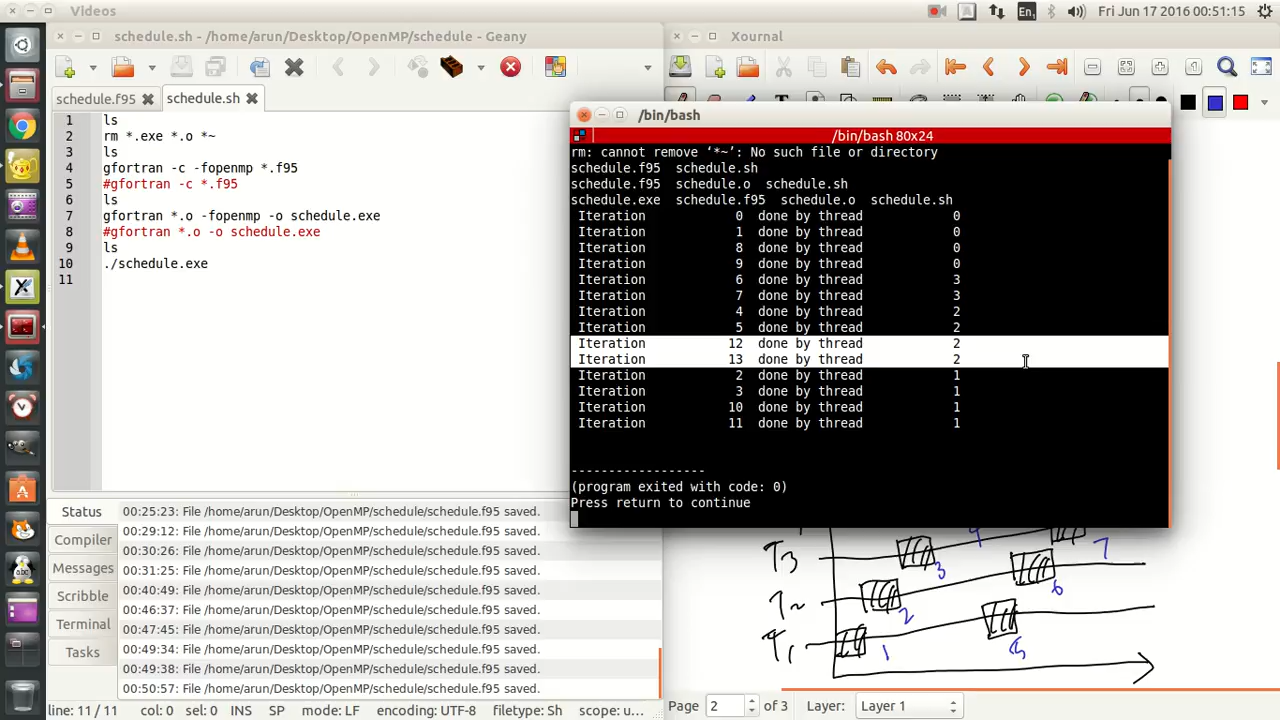 Videos
En1
Fri Jun 17 2016 00:51:15
schedule.sh - /home/arun/Desktop/OpenMP/schedule - Geany
Xournal
schedule.f95
schedule.sh
1 ls
2 rm *.exe *.o *~
3 ls
4 gfortran -c -fopenmp *.f95
5 #gfortran -c *.f95
6 ls
7 gfortran *.o -fopenmp -o schedule.exe
8 #gfortran *.o -o schedule.exe
9 ls
10 ./schedule.exe
11
/bin/bash
/bin/bash 80x24
rm: cannot remove ‘*~’: No such file or directory
schedule.f95 schedule.sh
schedule.f95 schedule.o schedule.sh
schedule.exe schedule.f95 schedule.o schedule.sh
Iteration 0 done by thread 0
Iteration 1 done by thread 0
Iteration 8 done by thread 0
Iteration 9 done by thread 0
Iteration 6 done by thread 3
Iteration 7 done by thread 3
Iteration 4 done by thread 2
Iteration 5 done by thread 2
Iteration 12 done by thread 2
Iteration 13 done by thread 2
Iteration 2 done by thread 1
Iteration 3 done by thread 1
Iteration 10 done by thread 1
Iteration 11 done by thread 1
------------------
(program exited with code: 0)
Press return to continue
Status
Compiler
Messages
Scribble
Terminal
Tasks
00:25:23: File /home/arun/Desktop/OpenMP/schedule/schedule.f95 saved.
00:29:12: File /home/arun/Desktop/OpenMP/schedule/schedule.f95 saved.
00:30:26: File /home/arun/Desktop/OpenMP/schedule/schedule.f95 saved.
00:31:25: File /home/arun/Desktop/OpenMP/schedule/schedule.f95 saved.
00:40:49: File /home/arun/Desktop/OpenMP/schedule/schedule.f95 saved.
00:46:37: File /home/arun/Desktop/OpenMP/schedule/schedule.f95 saved.
00:47:45: File /home/arun/Desktop/OpenMP/schedule/schedule.f95 saved.
00:49:34: File /home/arun/Desktop/OpenMP/schedule/schedule.f95 saved.
00:49:38: File /home/arun/Desktop/OpenMP/schedule/schedule.f95 saved.
00:50:57: File /home/arun/Desktop/OpenMP/schedule/schedule.f95 saved.
T3 3 7
T2 2 6
T1 1 5
line: 11 / 11 col: 0 sel: 0 INS SP mode: LF encoding: UTF-8 filetype: Sh scope: u...
Page 2 of 3 Layer: Layer 1